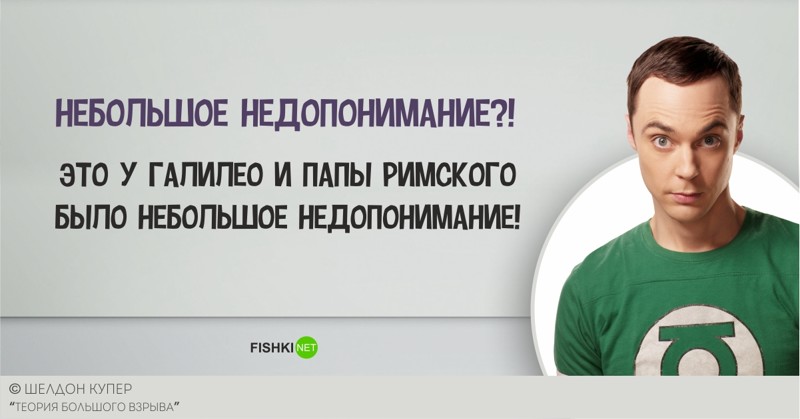 НЕБОЛЬШОЕ НЕДОПОНИМАНИЕ?!
ЭТО У ГАЛИЛЕО И ПАПЫ РИМСКОГО
БЫЛО НЕБОЛЬШОЕ НЕДОПОНИМАНИЕ!
FISHKI NET
© ШЕЛДОН КУПЕР
"ТЕОРИЯ БОЛЬШОГО ВЗРЫВА"